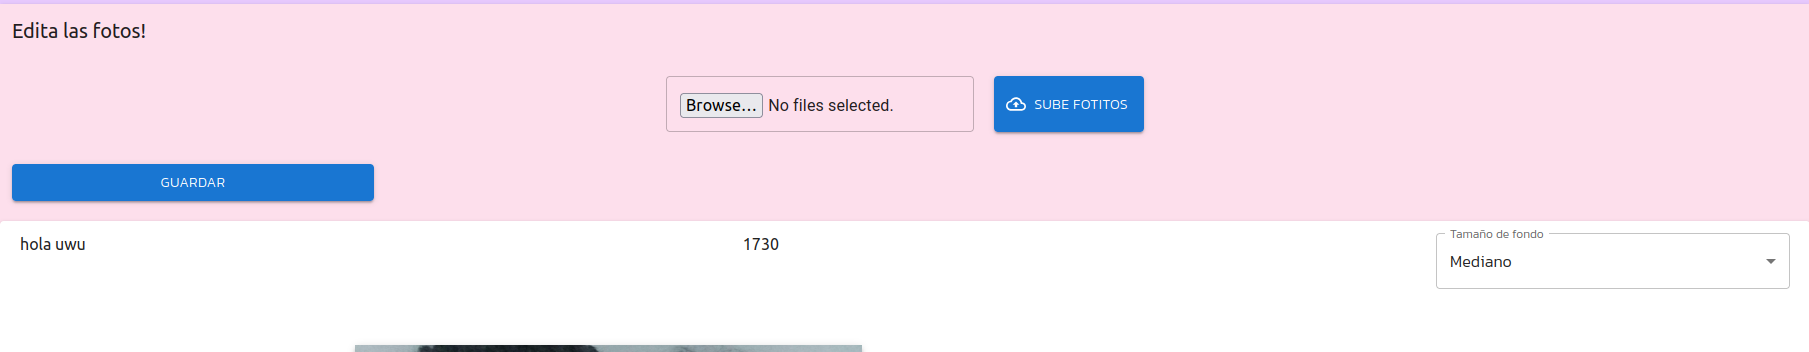 Edita las fotos!
Browse... No files selected.
SUBE FOTITOS
GUARDAR
hola uwu
1730
Tamaño de fondo
Mediano